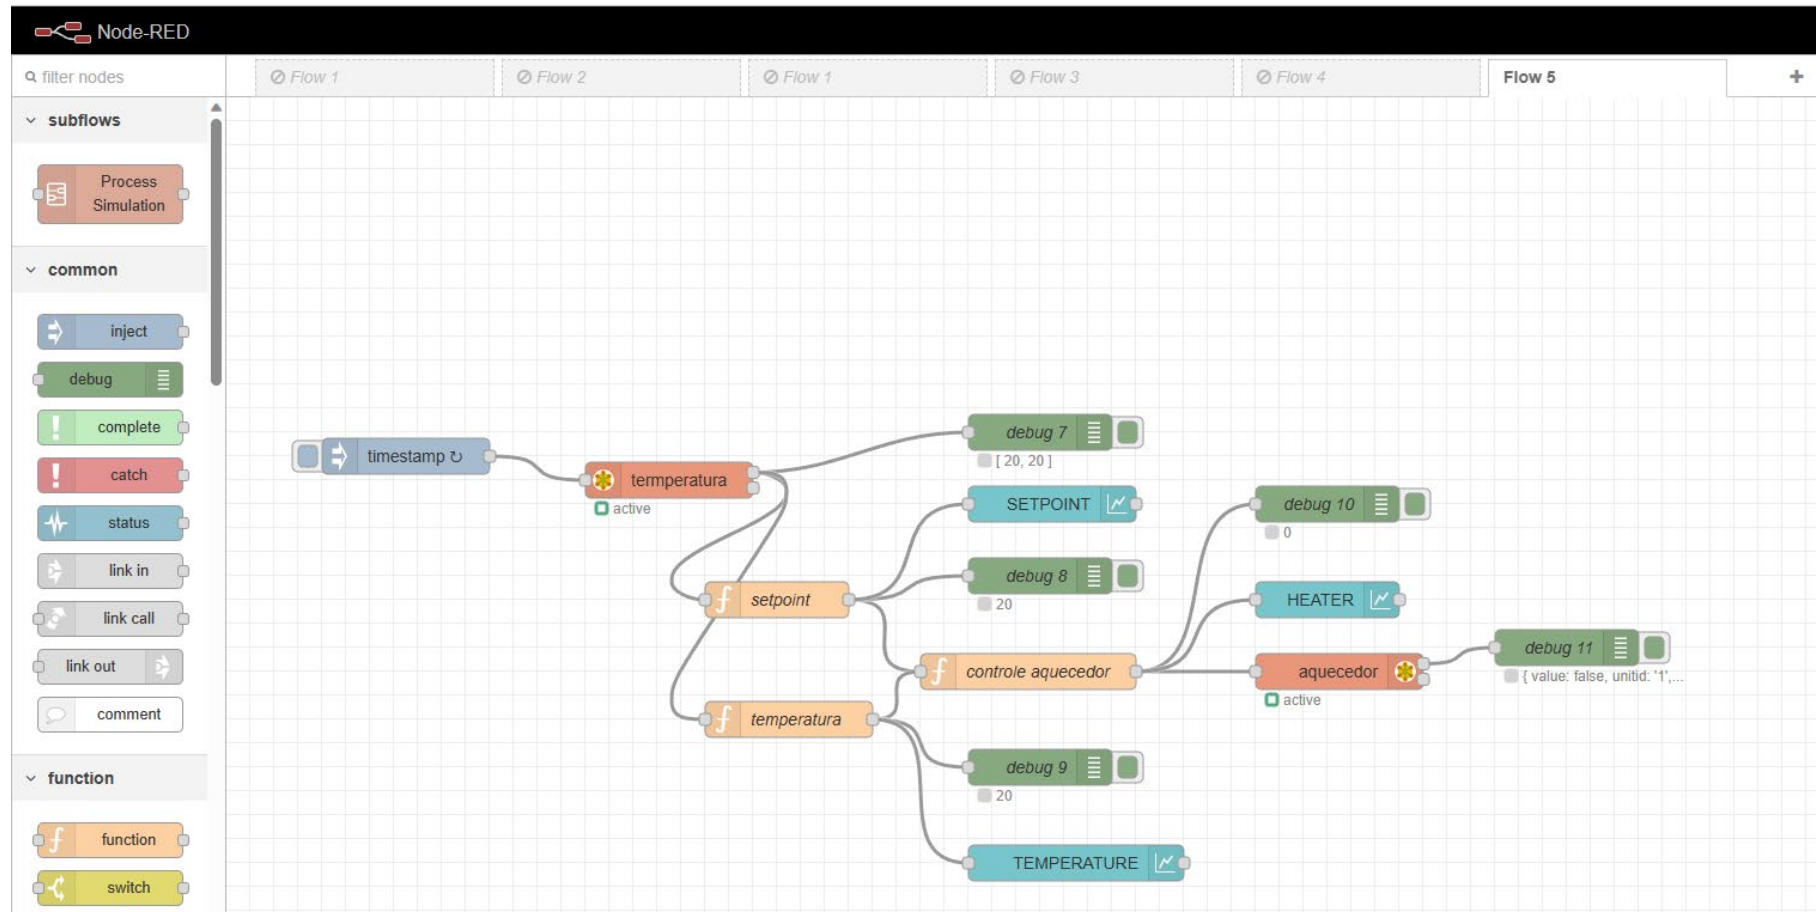 Node-RED
filter nodes
Flow 1
Flow 2
Flow 1
Flow 3
Flow 4
Flow 5
+
subflows
Process
Simulation
common
inject
debug
complete
catch
status
link in
link call
link out
comment
function
function
switch
timestamp ↻
termperatura
active
debug 7
[ 20, 20 ]
SETPOINT
debug 8
20
setpoint
temperatura
controle aquecedor
debug 9
20
TEMPERATURE
debug 10
0
HEATER
aquecedor
active
debug 11
{ value: false, unitid: '1',...